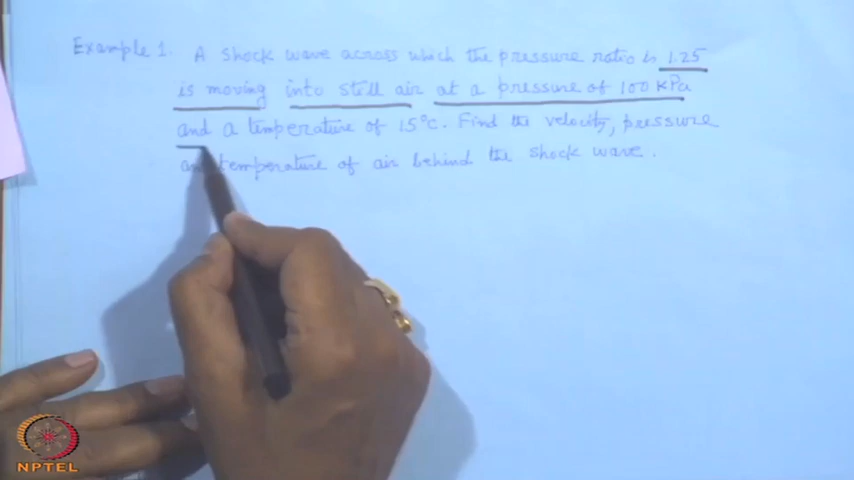 Example 1. A shock wave across which the pressure ratio is 1.25
is moving into still air at a pressure of 100 KPa
and a temperature of 15°C. Find the velocity, pressure
and temperature of air behind the shock wave.
NPTEL